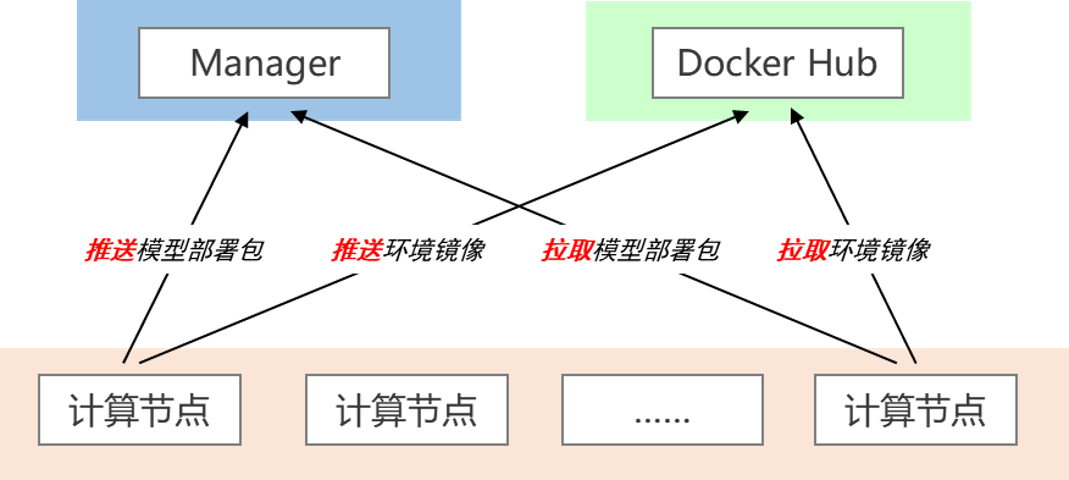 Manager
Docker Hub
推送模型部署包
推送环境镜像
拉取模型部署包
拉取环境镜像
计算节点
计算节点
……
计算节点